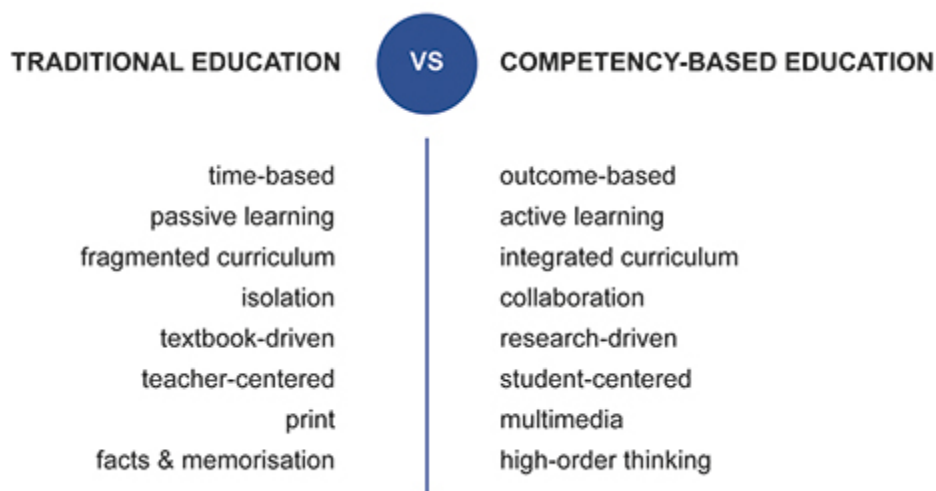 TRADITIONAL EDUCATION VS COMPETENCY-BASED EDUCATION
time-based outcome-based
passive learning active learning
fragmented curriculum integrated curriculum
isolation collaboration
textbook-driven research-driven
teacher-centered student-centered
print multimedia
facts & memorisation high-order thinking